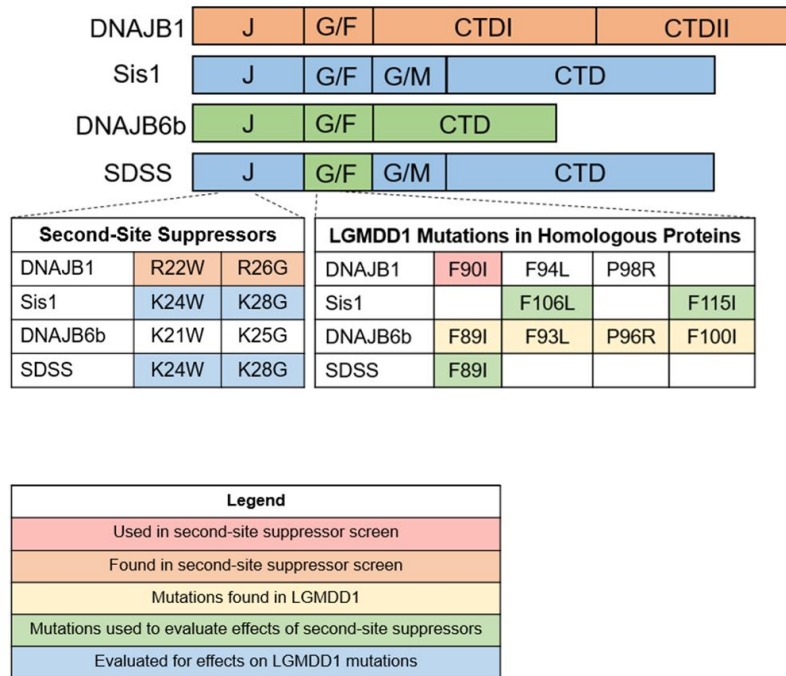 DNAJB1 J G/F CTDI CTDII
Sis1 J G/F G/M CTD
DNAJB6b J G/F CTD
SDSS J G/F G/M CTD
Second-Site Suppressors
DNAJB1 R22W R26G
Sis1 K24W K28G
DNAJB6b K21W K25G
SDSS K24W K28G
LGMDD1 Mutations in Homologous Proteins
DNAJB1 F90I F94L P98R
Sis1 F106L F115I
DNAJB6b F89I F93L P96R F100I
SDSS F89I
Legend
Used in second-site suppressor screen
Found in second-site suppressor screen
Mutations found in LGMDD1
Mutations used to evaluate effects of second-site suppressors
Evaluated for effects on LGMDD1 mutations